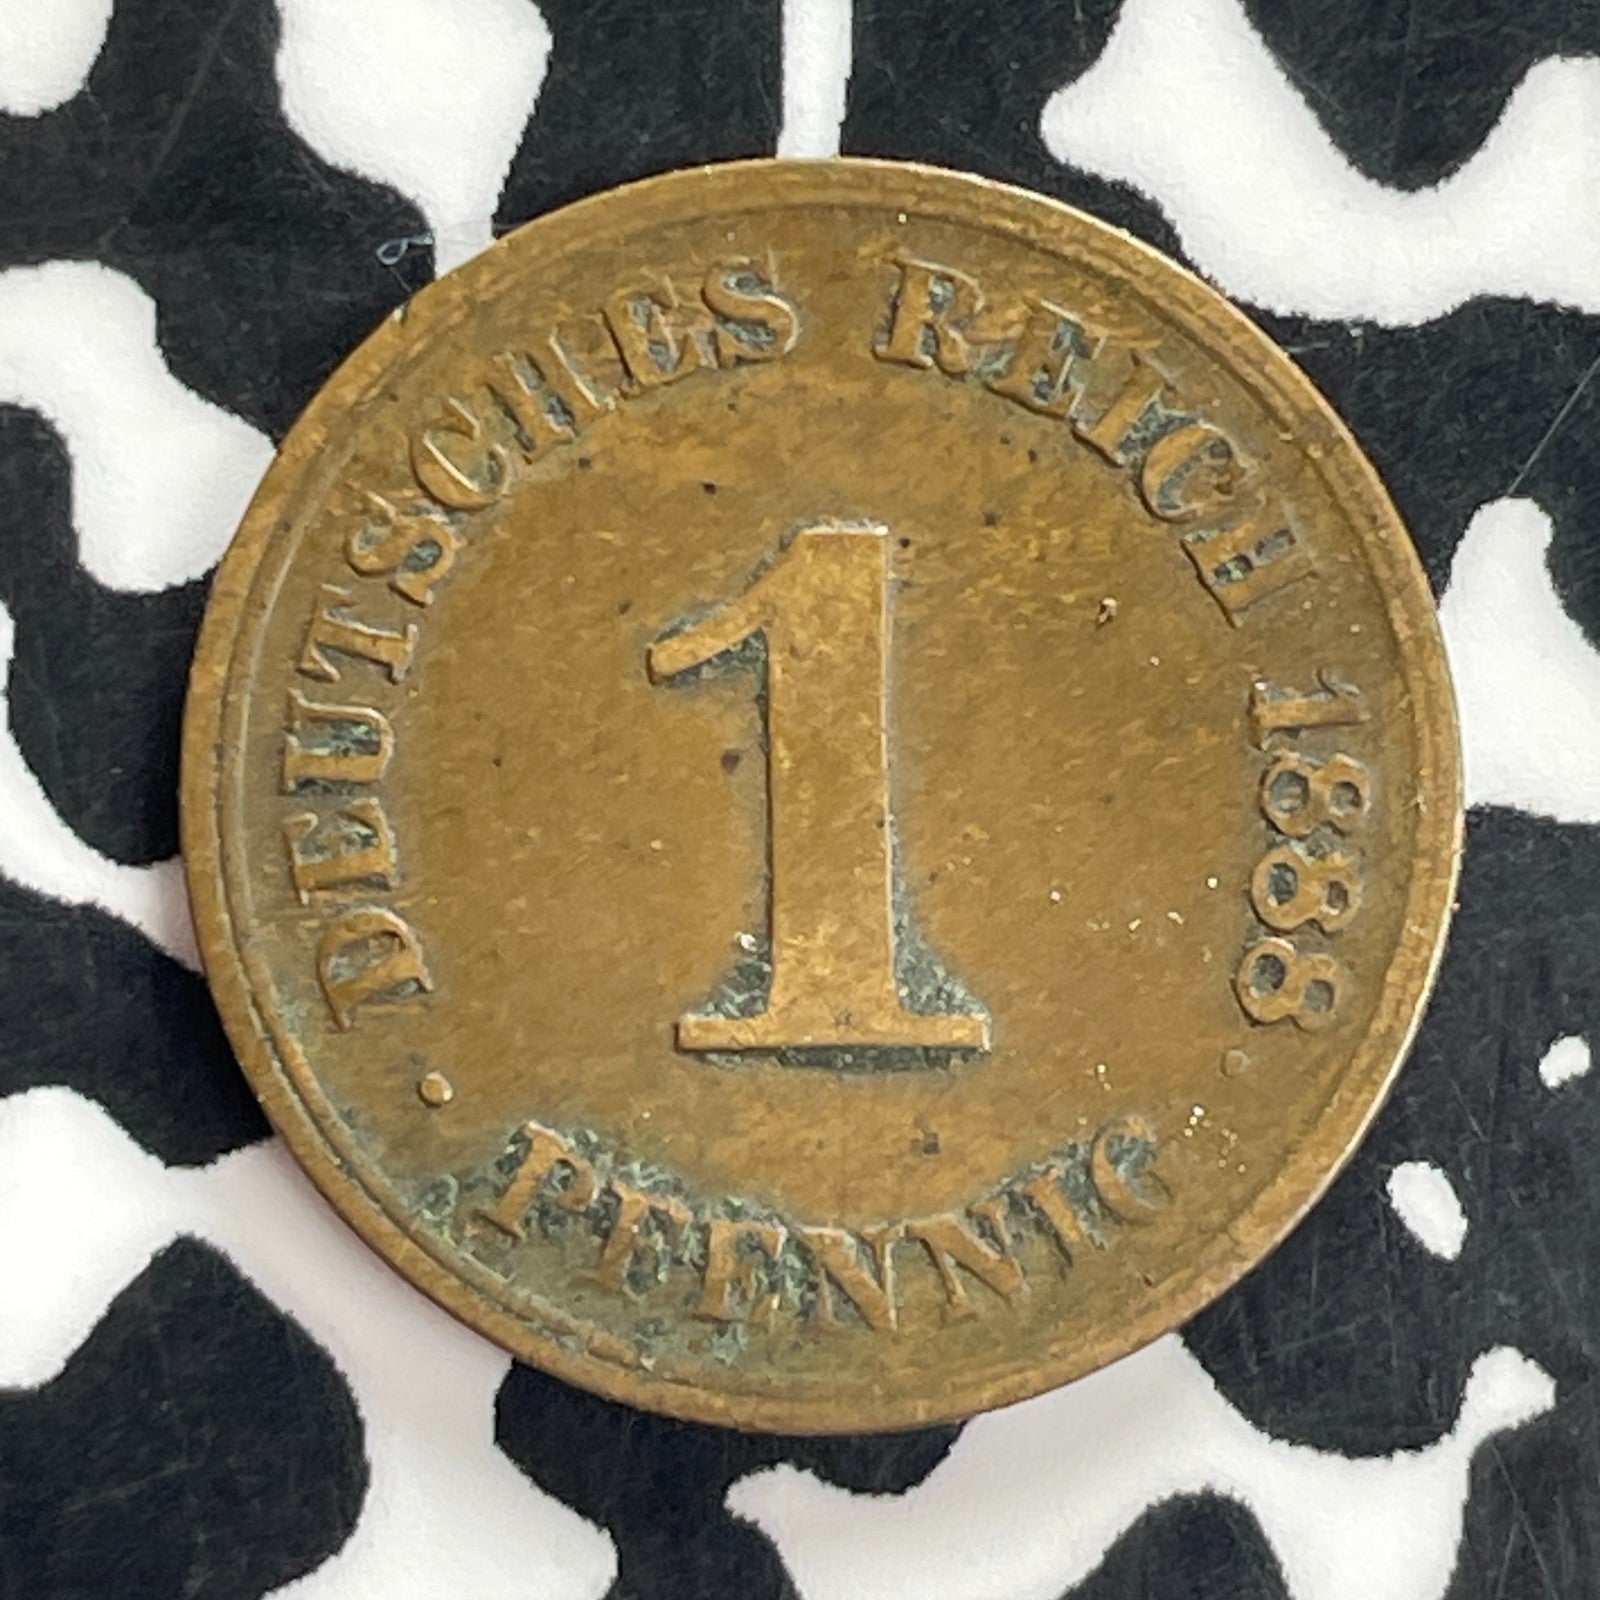 DEUTSCHES REICH 1888
1
· PFENNIG ·